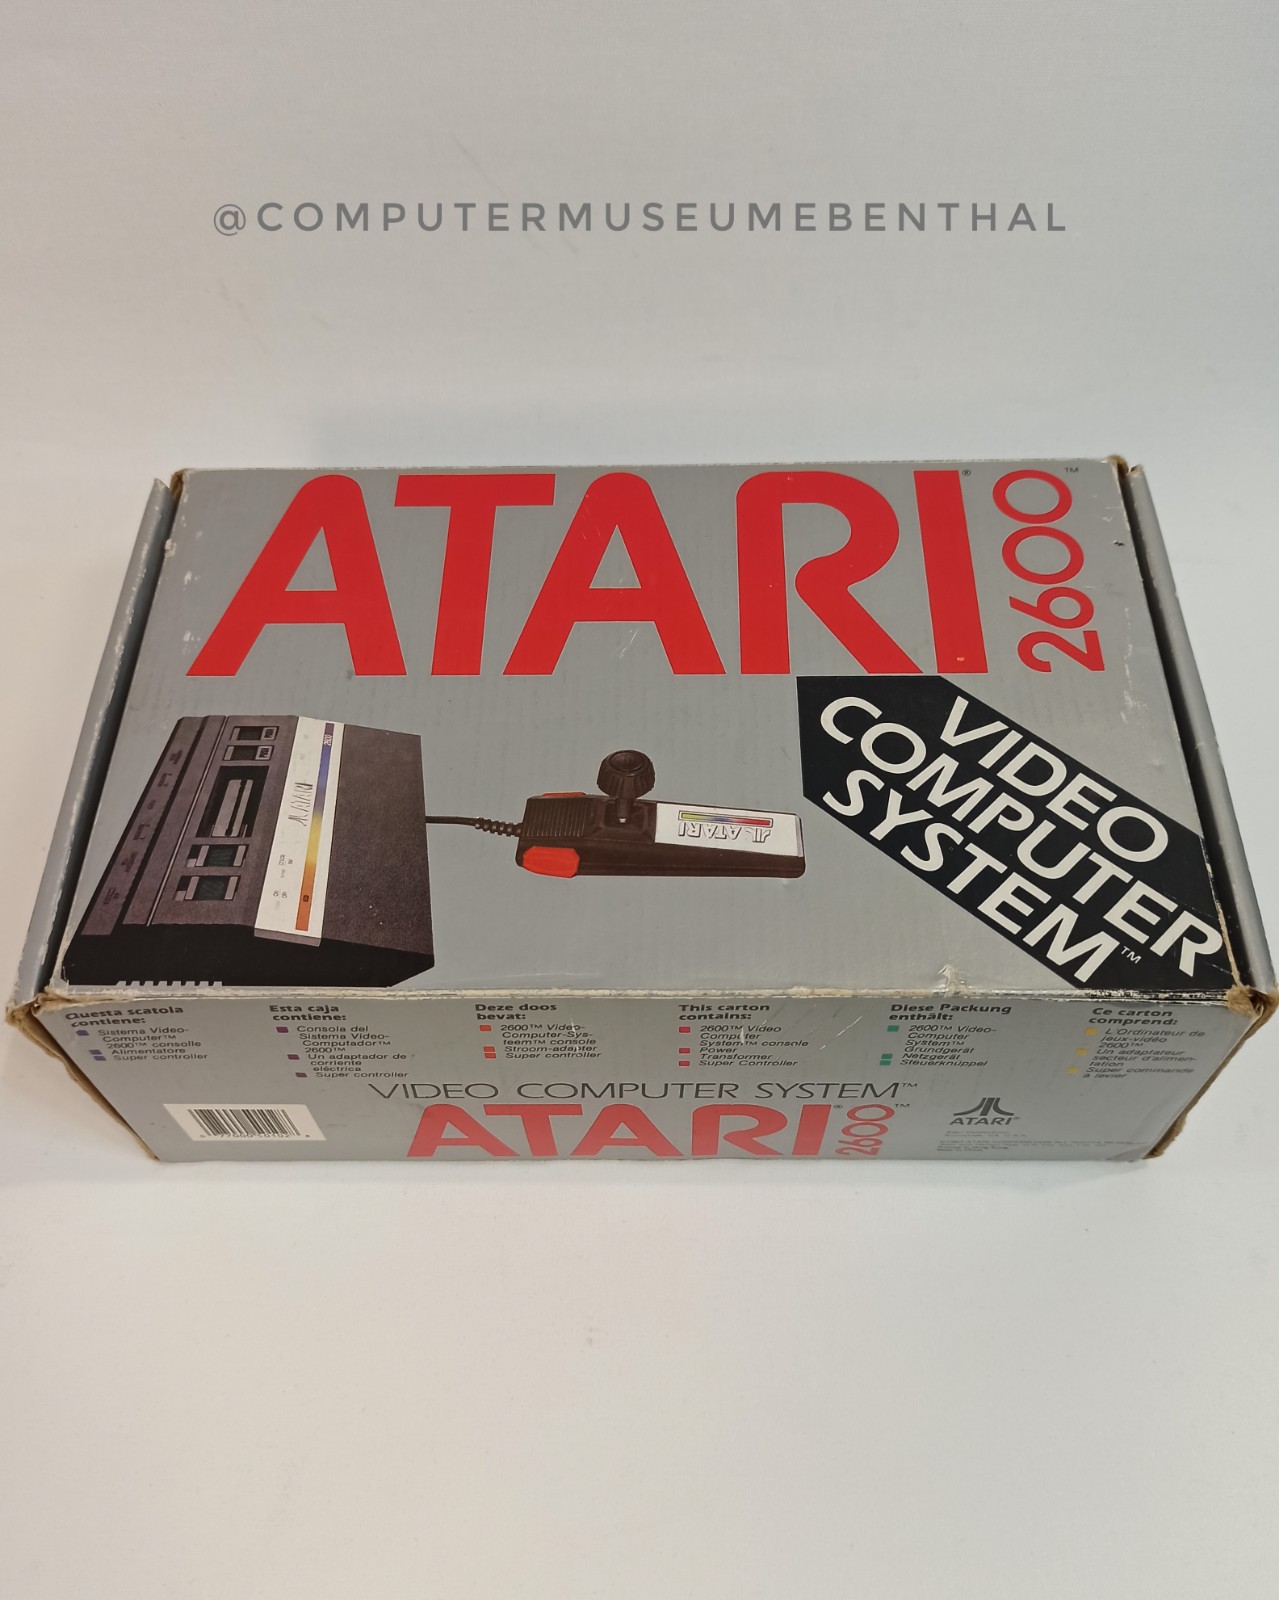 @COMPUTERMUSEUMEBENTHAL
ATARI® 2600™
VIDEO
COMPUTER
SYSTEM™
2600
ATARI
ATARI
Questa scatola
contiene:
Sistema Video-
Computer™
2600™ consolle
Alimentatore
Super controller
Esta caja
contiene:
Consola del
Sistema Video-
Computador™
2600™
Un adaptador de
corriente
eléctrica
Super controller
Deze doos
bevat:
2600™ Video-
Computer-Sys-
teem™ console
Stroom-adapter
Super controller
This carton
contains:
2600™ Video
Computer
System™ console
Power
Transformer
Super Controller
Diese Packung
enthält:
2600™ Video-
Computer
System™
Grundgerät
Netzgerät
Steuerknüppel
Ce carton
comprend:
L'Ordinateur de
jeux-vidéo
2600™
Un adaptateur
secteur d'alimen-
tation
Super commande
à levier
VIDEO COMPUTER SYSTEM™
ATARI® 2600™
ATARI®